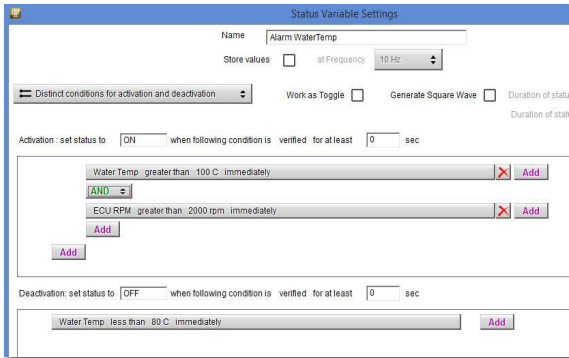 Status Variable Settings
Name Alarm WaterTemp
Store values at Frequency 10 Hz
Distinct conditions for activation and deactivation Work as Toggle Generate Square Wave Duration of statu
Duration of statu
Activation : set status to ON when following condition is verified for at least 0 sec
Water Temp greater than 100 C immediately Add
AND
ECU RPM greater than 2000 rpm immediately Add
Add
Add
Deactivation: set status to OFF when following condition is verified for at least 0 sec
Water Temp less than 80 C immediately Add